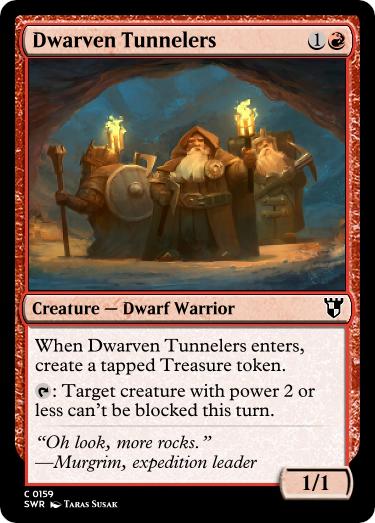 Dwarven Tunnelers 1
Creature — Dwarf Warrior
When Dwarven Tunnelers enters,
create a tapped Treasure token.
: Target creature with power 2 or
less can't be blocked this turn.
“Oh look, more rocks.”
—Murgrim, expedition leader
1/1
C 0159
SWR Taras Susak